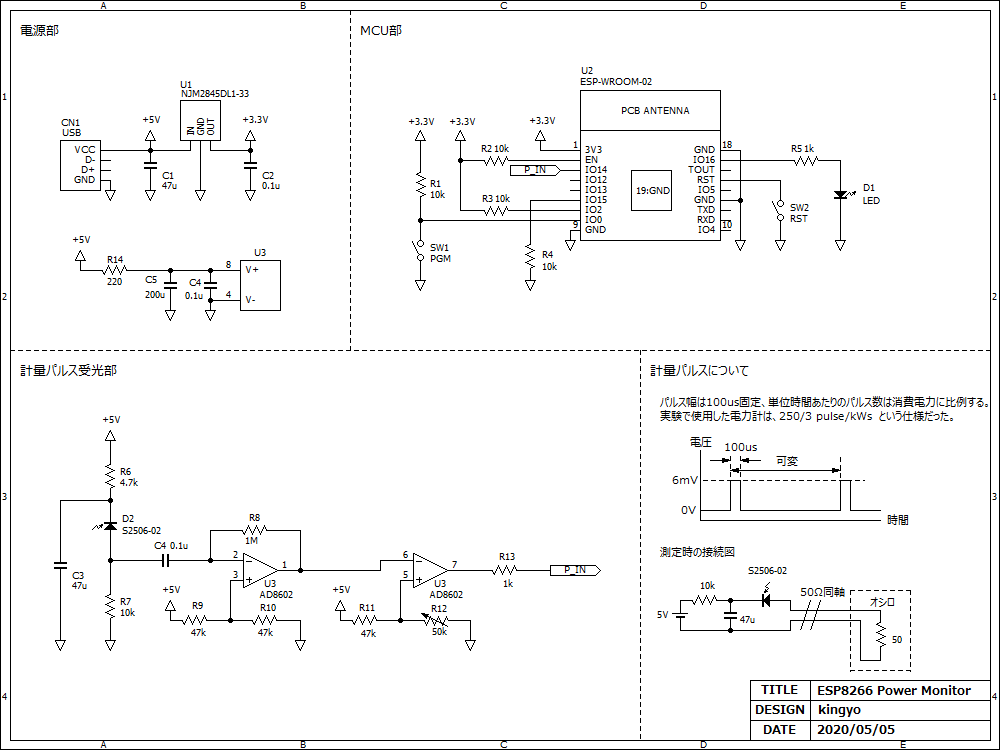 A B C D E
電源部
MCU部
U1
NJM2845DL1-33
IN GND OUT
CN1
USB
VCC
D-
D+
GND
+5V
+3.3V
C1
47u
C2
0.1u
+5V
R14
220
C5
200u
C4
0.1u
8
4
U3
V+
V-
U2
ESP-WROOM-02
PCB ANTENNA
+3.3V
+3.3V
+3.3V
R1
10k
R2 10k
P_IN
R3 10k
R4
10k
SW1
PGM
1
9
3V3
EN
IO14
IO12
IO13
IO15
IO2
IO0
GND
19:GND
18
10
GND
IO16
TOUT
RST
IO5
GND
TXD
RXD
IO4
R5 1k
SW2
RST
D1
LED
計量パルス受光部
+5V
R6
4.7k
D2
S2506-02
C3
47u
C4 0.1u
R7
10k
R8
1M
2
3
1
U3
AD8602
+5V
R9
47k
R10
47k
+5V
R11
47k
R12
50k
6
5
7
U3
AD8602
R13
1k
P_IN
計量パルスについて
パルス幅は100us固定、単位時間あたりのパルス数は消費電力に比例する。
実験で使用した電力計は、250/3 pulse/kWs という仕様だった。
電圧
100us
可変
6mV
0V
時間
測定時の接続図
10k
S2506-02
50Ω同軸
オシロ
5V
47u
50
TITLE ESP8266 Power Monitor
DESIGN kingyo
DATE 2020/05/05
1
2
3
4
1
2
3
4
A B C D E